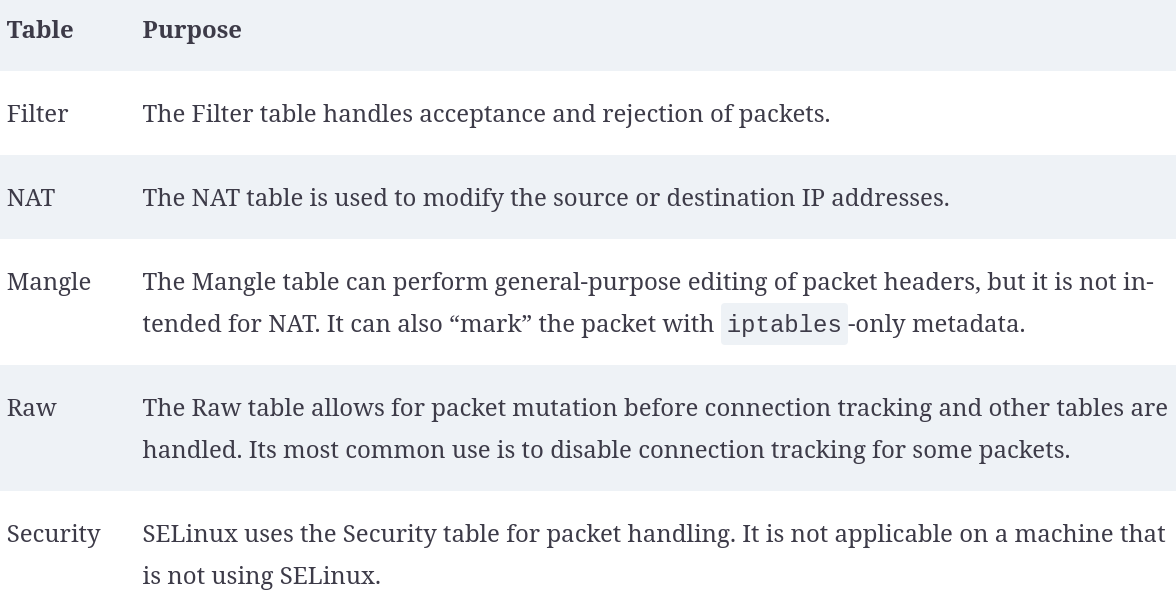 Table Purpose
Filter The Filter table handles acceptance and rejection of packets.
NAT The NAT table is used to modify the source or destination IP addresses.
Mangle The Mangle table can perform general-purpose editing of packet headers, but it is not in-
tended for NAT. It can also “mark” the packet with iptables-only metadata.
Raw The Raw table allows for packet mutation before connection tracking and other tables are
handled. Its most common use is to disable connection tracking for some packets.
Security SELinux uses the Security table for packet handling. It is not applicable on a machine that
is not using SELinux.